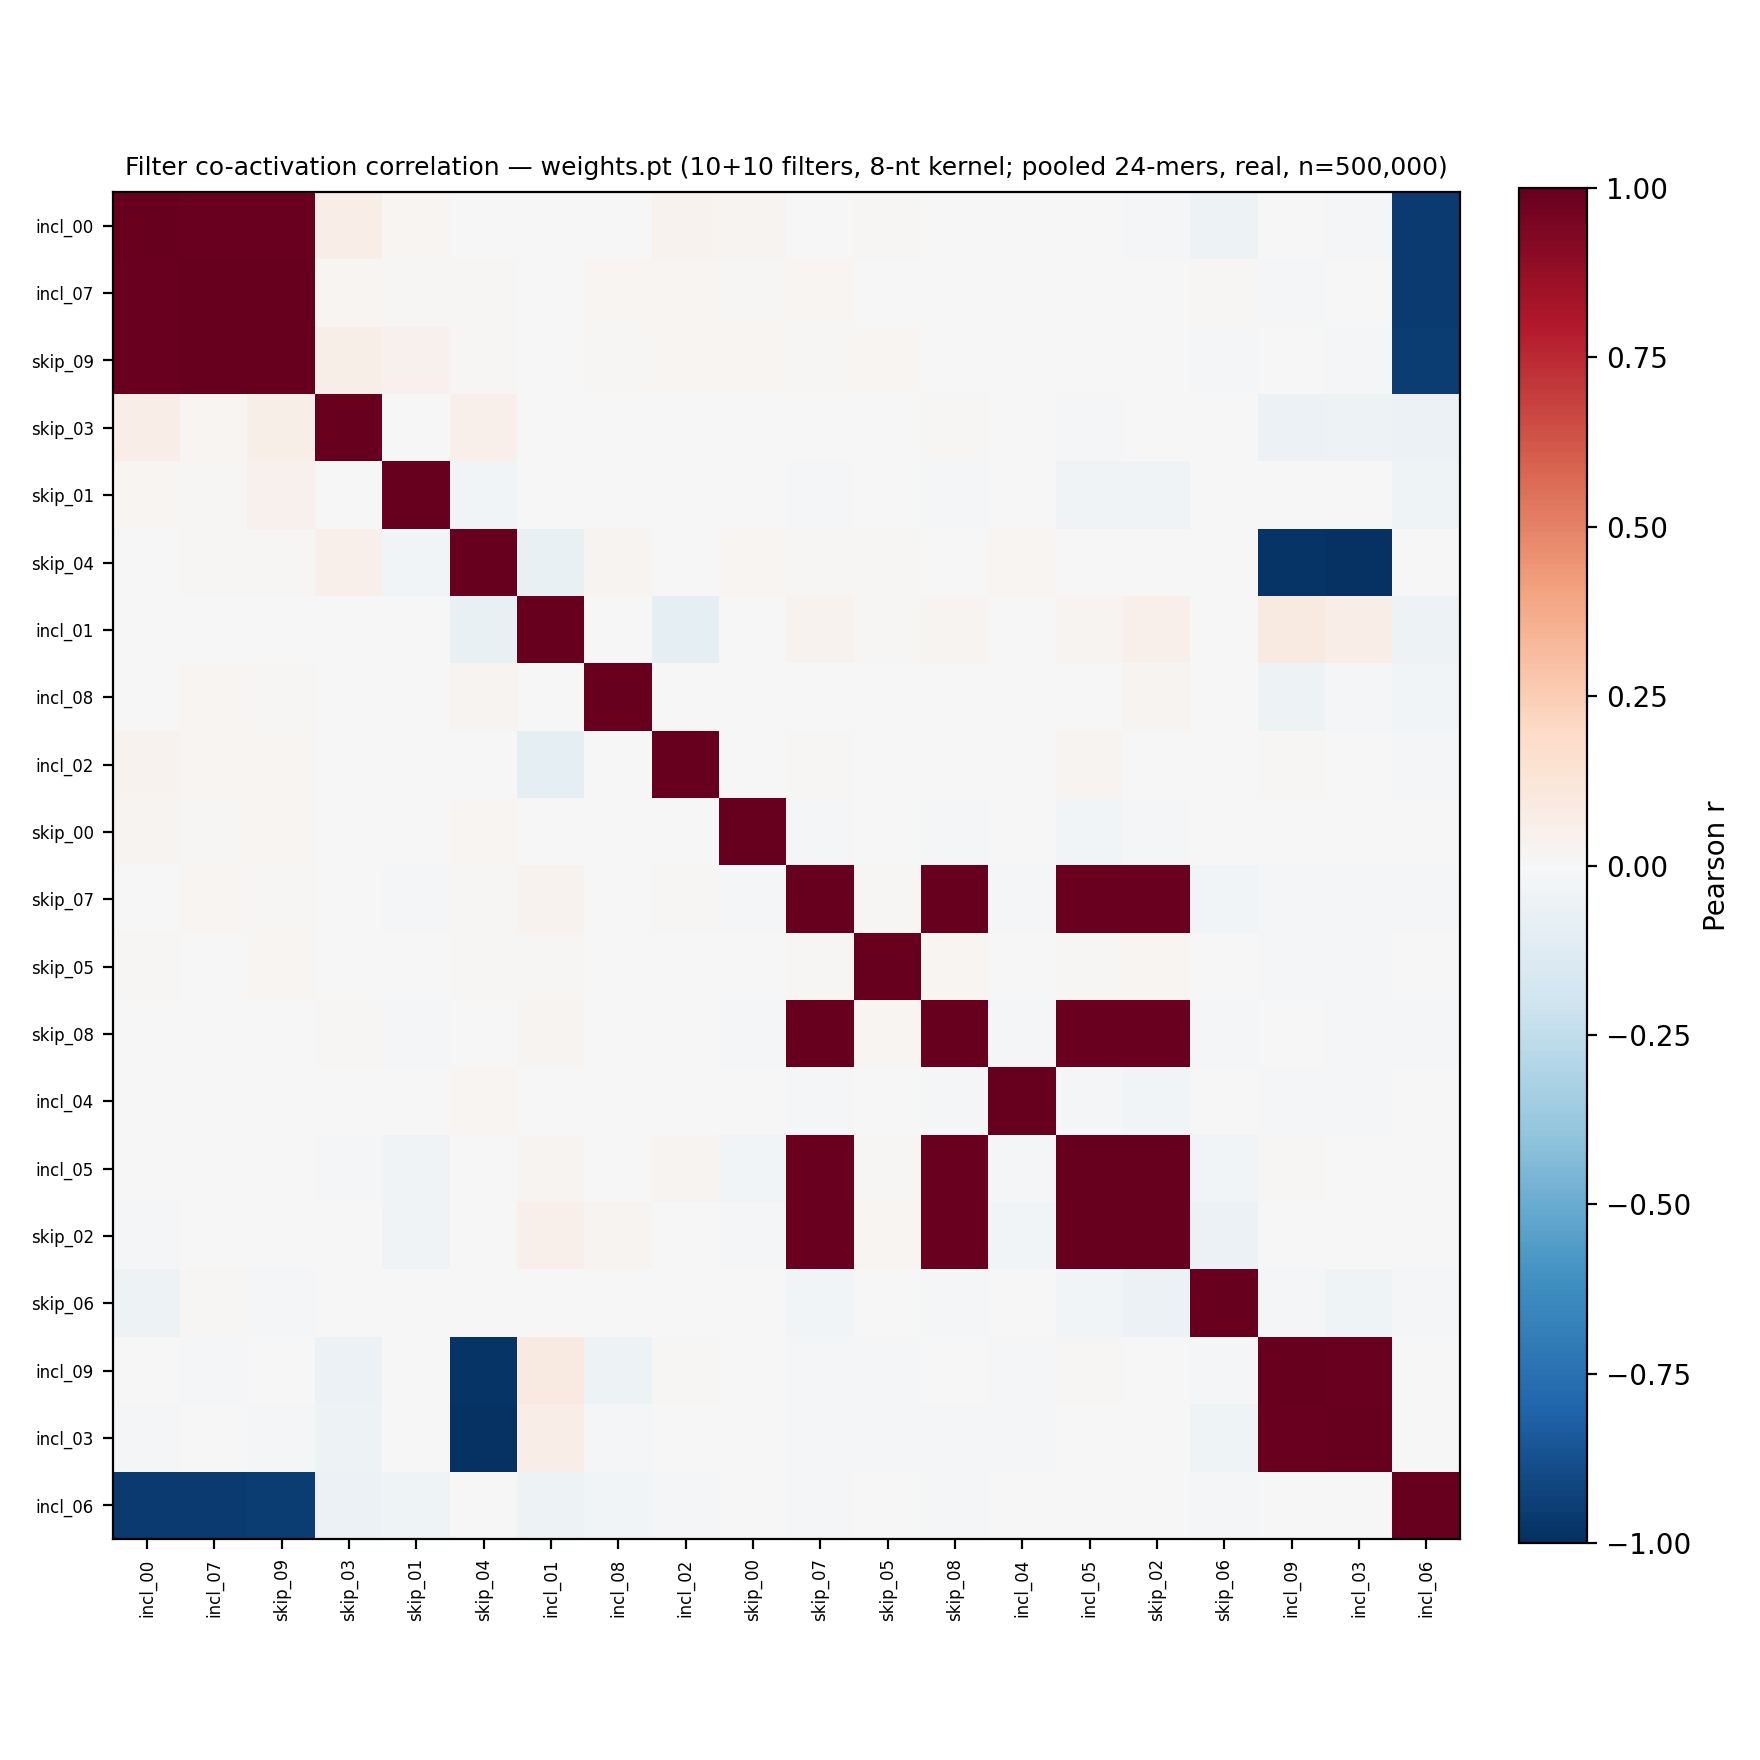 Filter co-activation correlation — weights.pt (10+10 filters, 8-nt kernel; pooled 24-mers, real, n=500,000)
incl_00
incl_07
skip_09
skip_03
skip_01
skip_04
incl_01
incl_08
incl_02
skip_00
skip_07
skip_05
skip_08
incl_04
incl_05
skip_02
skip_06
incl_09
incl_03
incl_06
incl_00
incl_07
skip_09
skip_03
skip_01
skip_04
incl_01
incl_08
incl_02
skip_00
skip_07
skip_05
skip_08
incl_04
incl_05
skip_02
skip_06
incl_09
incl_03
incl_06
1.00
0.75
0.50
0.25
0.00
−0.25
−0.50
−0.75
−1.00
Pearson r